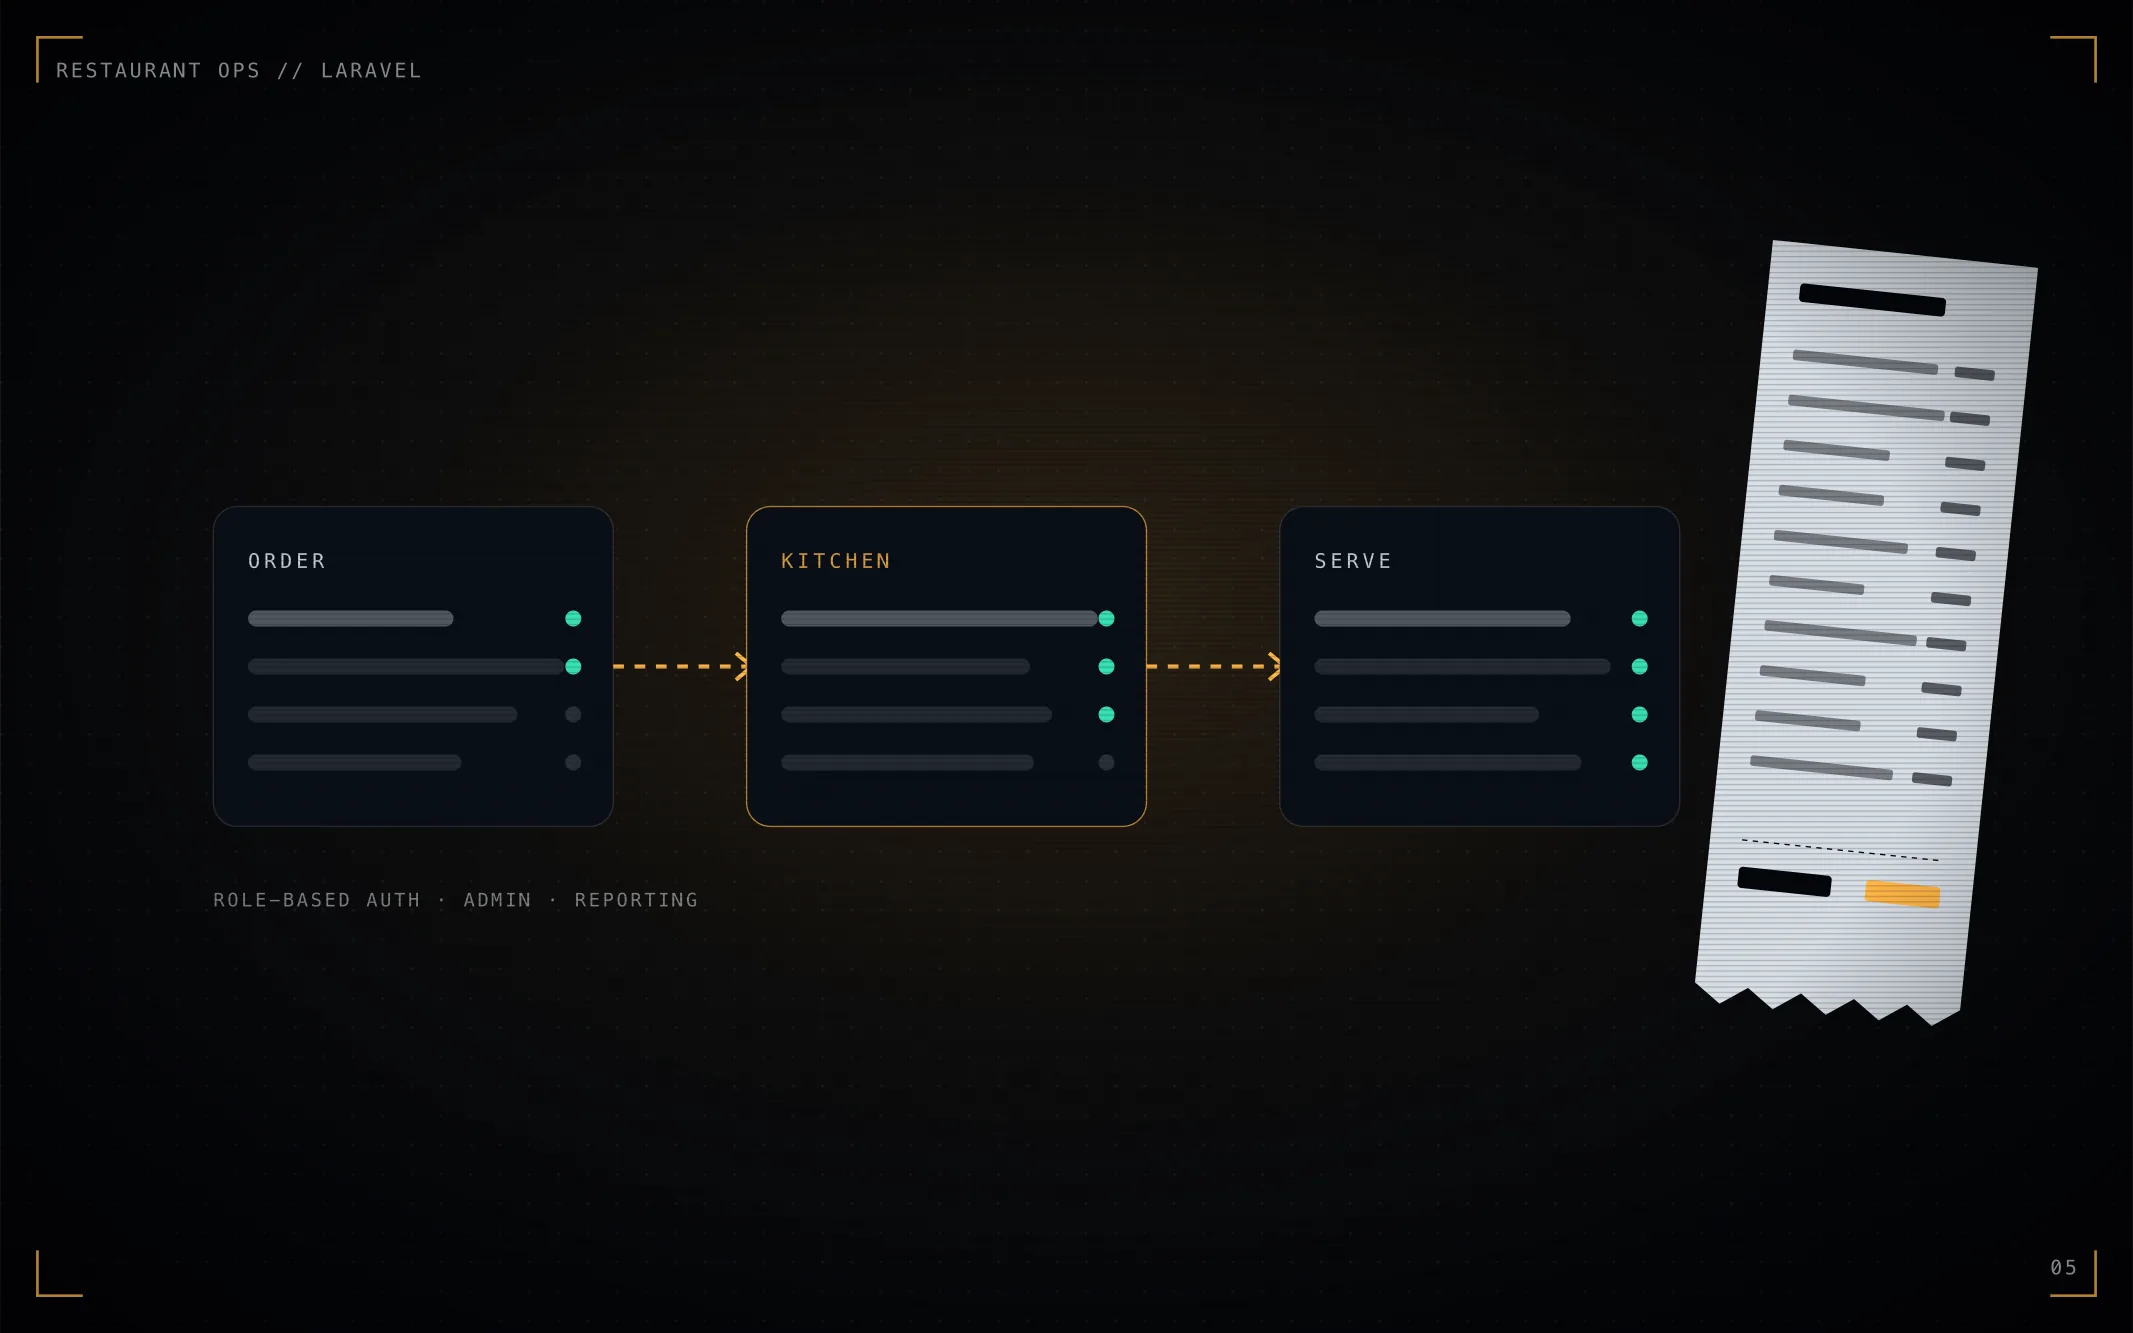 RESTAURANT OPS // LARAVEL
ORDER
KITCHEN
SERVE
ROLE–BASED AUTH · ADMIN · REPORTING
05